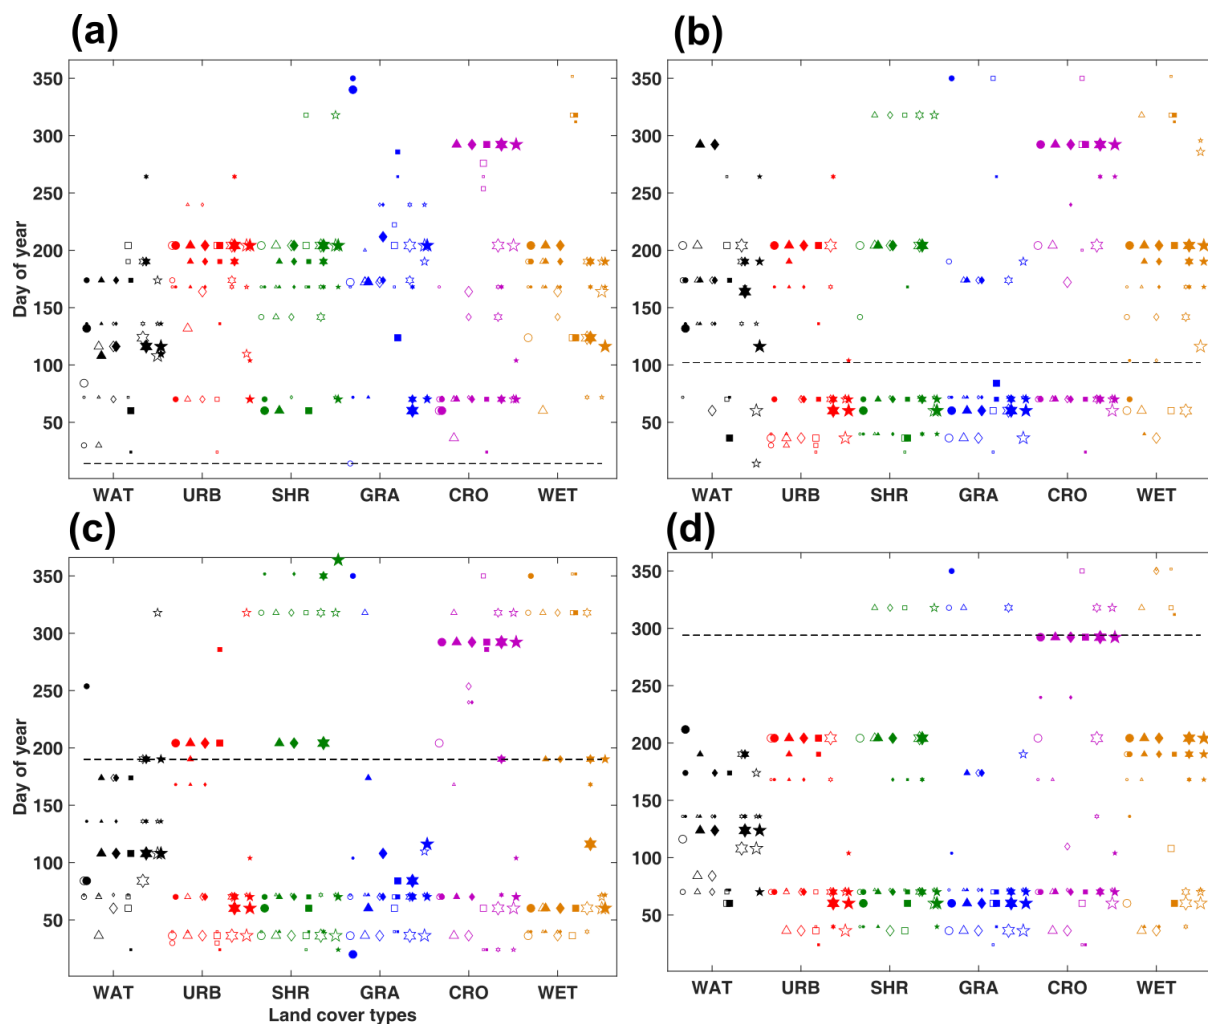 (a)
350
300
250
200
150
100
50
Day of year
WAT URB SHR GRA CRO WET
(b)
350
300
250
200
150
100
50
WAT URB SHR GRA CRO WET
(c)
350
300
250
200
150
100
50
Day of year
WAT URB SHR GRA CRO WET
Land cover types
(d)
350
300
250
200
150
100
50
WAT URB SHR GRA CRO WET